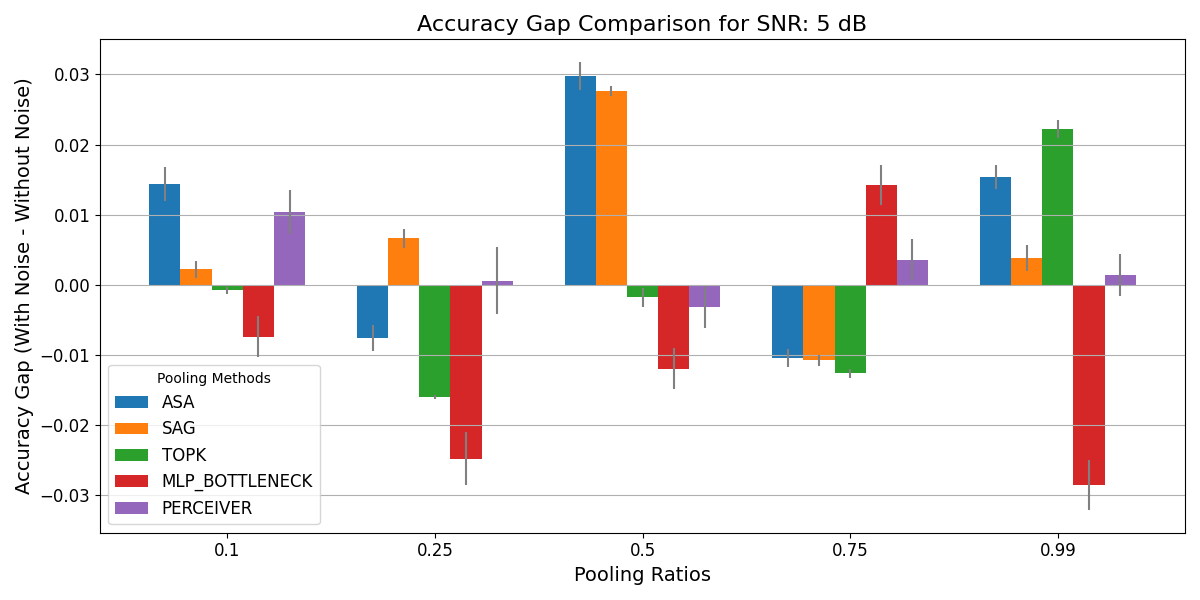 Accuracy Gap Comparison for SNR: 5 dB
Accuracy Gap (With Noise - Without Noise)
0.03
0.02
0.01
0.00
−0.01
−0.02
−0.03
Pooling Methods
ASA
SAG
TOPK
MLP_BOTTLENECK
PERCEIVER
0.1 0.25 0.5 0.75 0.99
Pooling Ratios